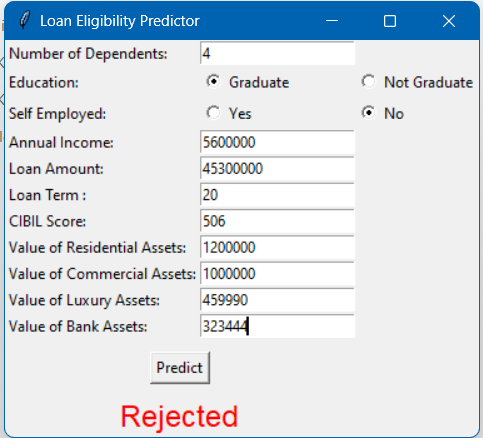 Loan Eligibility Predictor
Number of Dependents: 4
Education: Graduate Not Graduate
Self Employed: Yes No
Annual Income: 5600000
Loan Amount: 45300000
Loan Term : 20
CIBIL Score: 506
Value of Residential Assets: 1200000
Value of Commercial Assets: 1000000
Value of Luxury Assets: 459990
Value of Bank Assets: 323444
Predict
Rejected